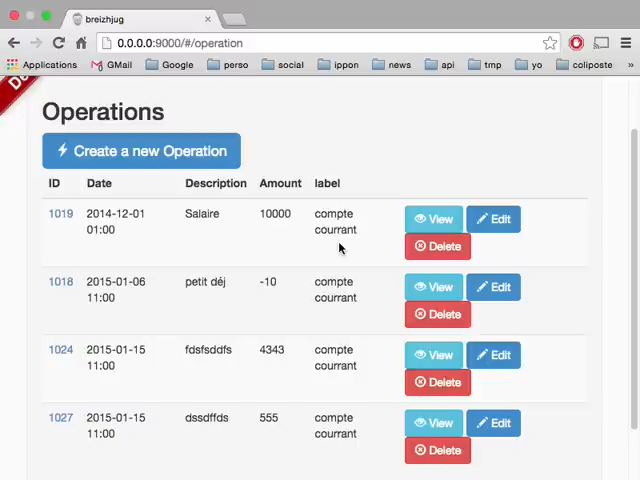 breizhjug
0.0.0.0:9000/#/operation
Applications GMail Google perso social ippon news api tmp yo coliposte »
Operations
Create a new Operation
ID Date Description Amount label
1019 2014-12-01 01:00 Salaire 10000 compte courrant View Edit Delete
1018 2015-01-06 11:00 petit déj -10 compte courrant View Edit Delete
1024 2015-01-15 11:00 fdsfsddfs 4343 compte courrant View Edit Delete
1027 2015-01-15 11:00 dssdffds 555 compte courrant View Edit Delete